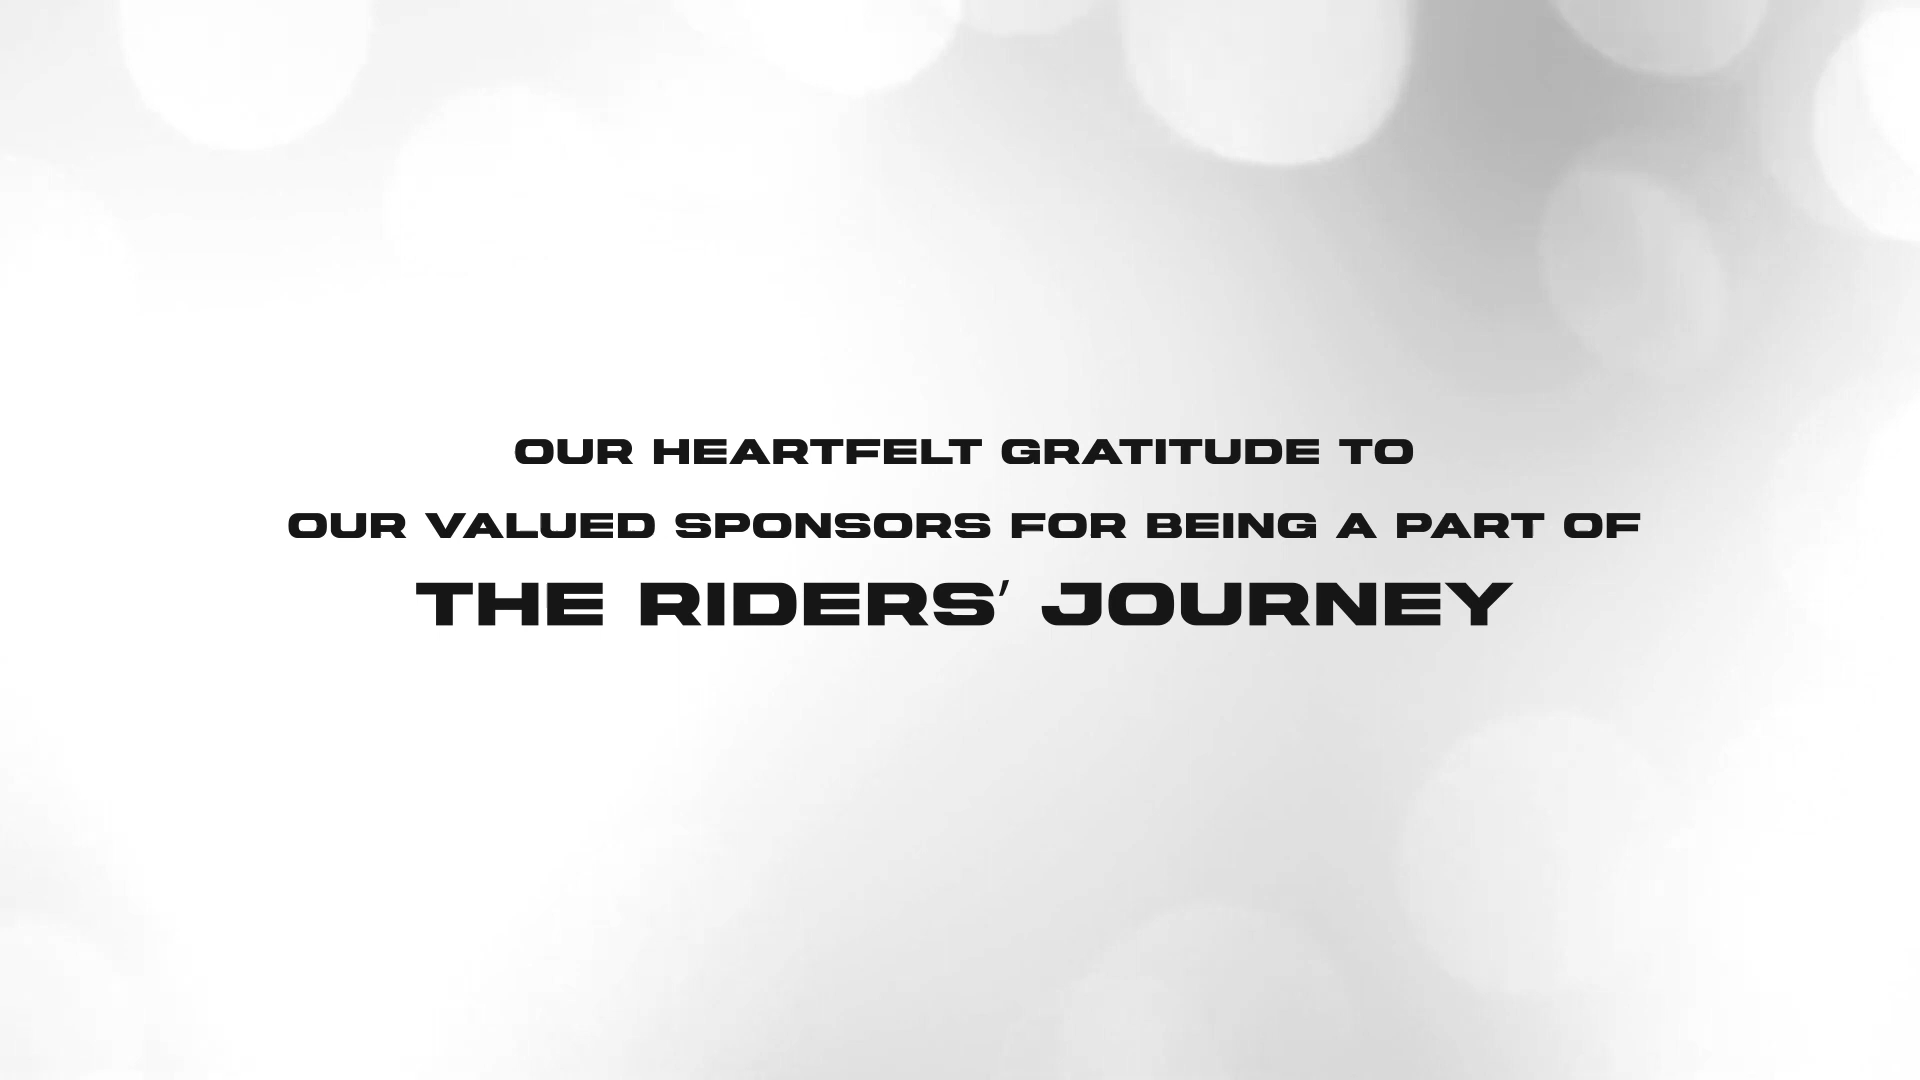 OUR HEARTFELT GRATITUDE TO
OUR VALUED SPONSORS FOR BEING A PART OF
THE RIDERS' JOURNEY